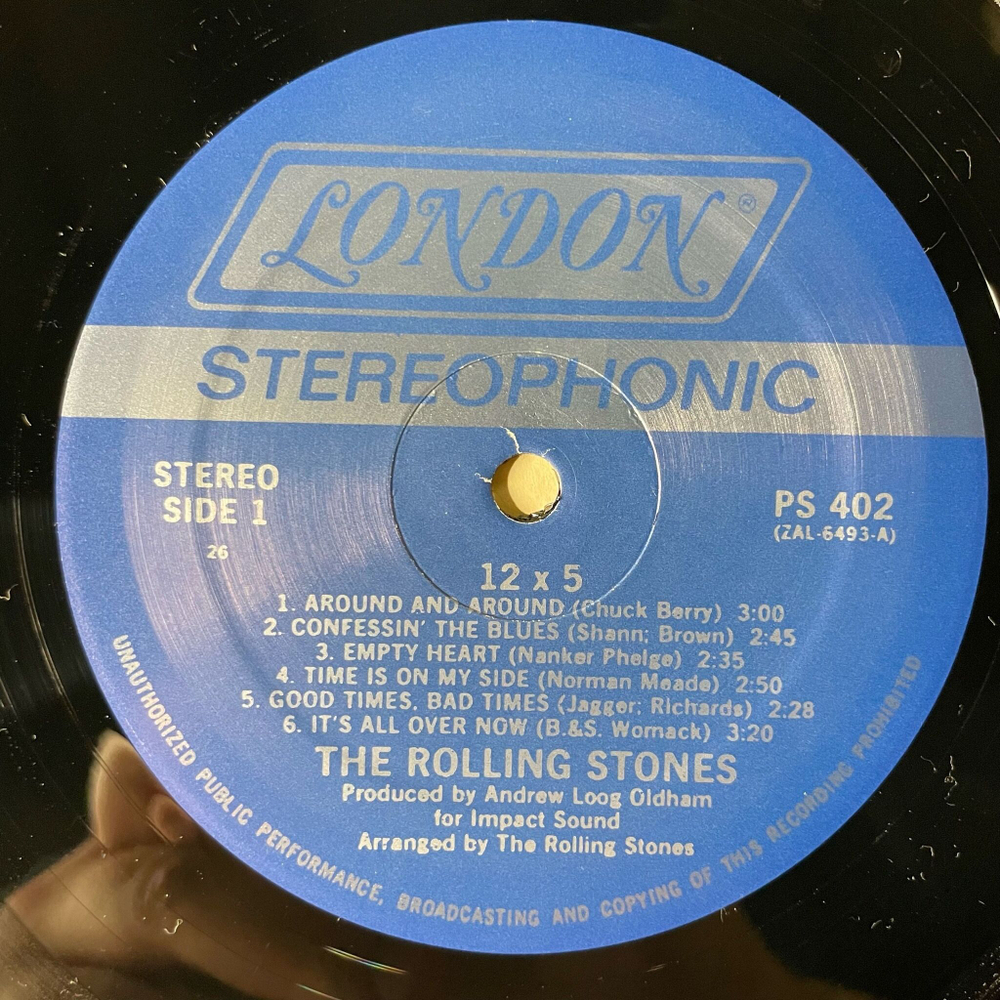 LONDON®
STEREOPHONIC
STEREO
SIDE 1
26
PS 402
(ZAL-6493-A)
12 x 5
1. AROUND AND AROUND (Chuck Berry) 3:00
2. CONFESSIN' THE BLUES (Shann; Brown) 2:45
3. EMPTY HEART (Nanker Phelge) 2:35
4. TIME IS ON MY SIDE (Norman Meade) 2:50
5. GOOD TIMES, BAD TIMES (Jagger; Richards) 2:28
6. IT'S ALL OVER NOW (B.&S. Womack) 3:20
THE ROLLING STONES
Produced by Andrew Loog Oldham
for Impact Sound
Arranged by The Rolling Stones
UNAUTHORIZED PUBLIC PERFORMANCE, BROADCASTING AND COPYING OF THIS RECORDING PROHIBITED